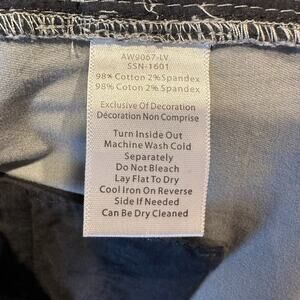 AW9067-LV
SSN-1601
98% Cotton 2% Spandex
98% Cotton 2% Spandex
Exclusive Of Decoration
Décoration Non Comprise
Turn Inside Out
Machine Wash Cold
Separately
Do Not Bleach
Lay Flat To Dry
Cool Iron On Reverse
Side If Needed
Can Be Dry Cleaned